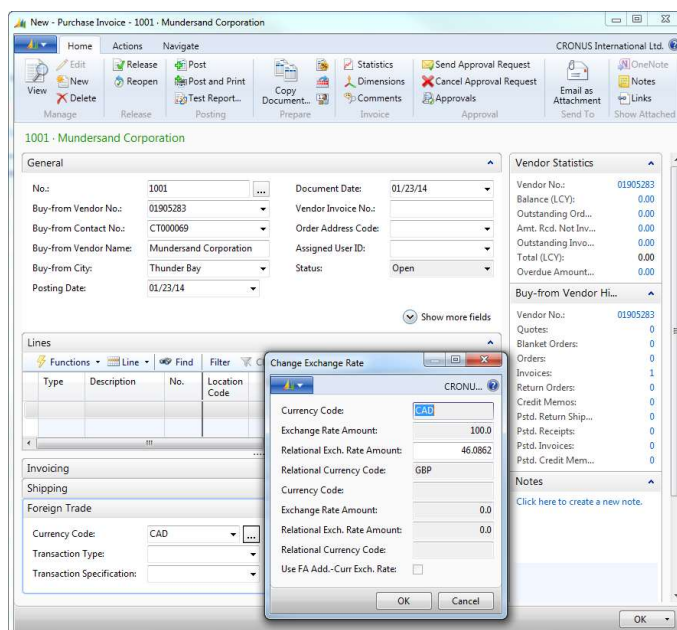 New - Purchase Invoice - 1001 · Mundersand Corporation
Home Actions Navigate CRONUS International Ltd.
View
Edit
New
Delete
Manage
Release
Reopen
Release
Post
Post and Print
Test Report...
Posting
Copy
Document...
Prepare
Statistics
Dimensions
Comments
Invoice
Send Approval Request
Cancel Approval Request
Approvals
Approval
Email as
Attachment
Send To
OneNote
Notes
Links
Show Attached
1001 · Mundersand Corporation
General
No.: 1001
Buy-from Vendor No.: 01905283
Buy-from Contact No.: CT000069
Buy-from Vendor Name: Mundersand Corporation
Buy-from City: Thunder Bay
Posting Date: 01/23/14
Document Date: 01/23/14
Vendor Invoice No.:
Order Address Code:
Assigned User ID:
Status: Open
Show more fields
Lines
Functions Line Find Filter
Type Description No. Location
Code
Invoicing
Shipping
Foreign Trade
Currency Code: CAD
Transaction Type:
Transaction Specification:
Change Exchange Rate
CRONU...
Currency Code: CAD
Exchange Rate Amount: 100.0
Relational Exch. Rate Amount: 46.0862
Relational Currency Code: GBP
Currency Code:
Exchange Rate Amount: 0.0
Relational Exch. Rate Amount: 0.0
Relational Currency Code:
Use FA Add.-Curr Exch. Rate:
OK Cancel
Vendor Statistics
Vendor No.: 01905283
Balance (LCY): 0.00
Outstanding Ord... 0.00
Amt. Rcd. Not Inv... 0.00
Outstanding Invo... 0.00
Total (LCY): 0.00
Overdue Amount... 0.00
Buy-from Vendor Hi...
Vendor No.: 01905283
Quotes: 0
Blanket Orders: 0
Orders: 0
Invoices: 1
Return Orders: 0
Credit Memos: 0
Pstd. Return Ship... 0
Pstd. Receipts: 0
Pstd. Invoices: 0
Pstd. Credit Mem... 0
Notes
Click here to create a new note.
OK